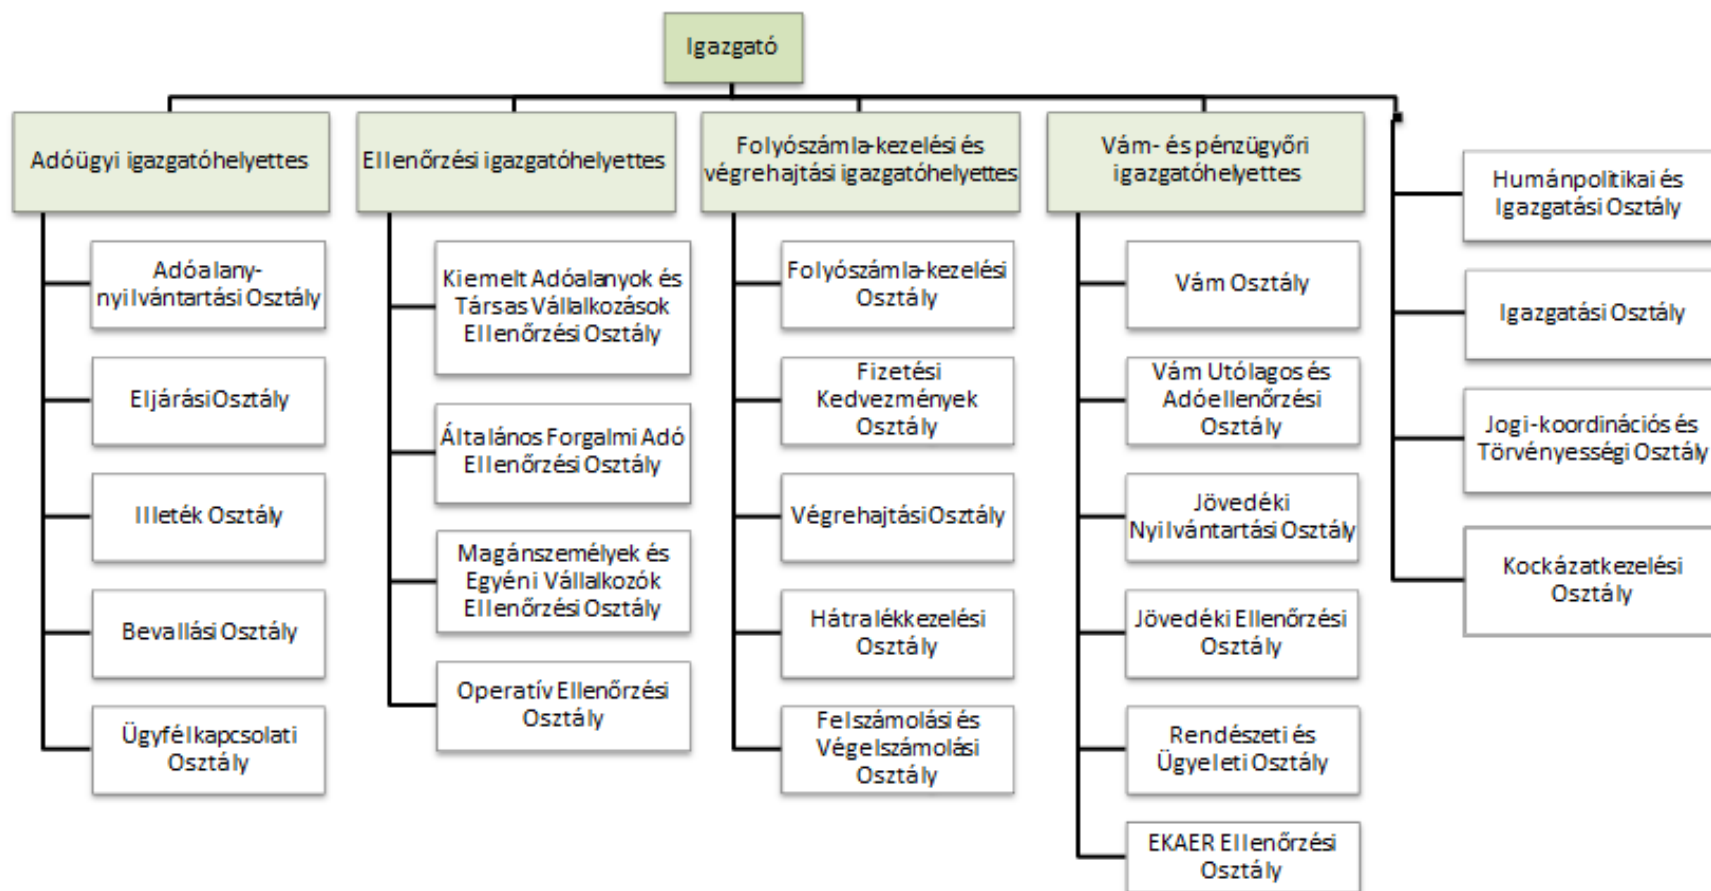 Igazgató
Adóügyi igazgatóhelyettes
Adóalany-
nyilvántartási Osztály
Eljárási Osztály
Illeték Osztály
Bevallási Osztály
Ügyfélkapcsolati
Osztály
Ellenőrzési igazgatóhelyettes
Kiemelt Adóalanyok és
Társas Vállalkozások
Ellenőrzési Osztály
Általános Forgalmi Adó
Ellenőrzési Osztály
Magánszemélyek és
Egyéni Vállalkozók
Ellenőrzési Osztály
Operatív Ellenőrzési
Osztály
Folyószámla-kezelési és
végrehajtási igazgatóhelyettes
Folyószámla-kezelési
Osztály
Fizetési
Kedvezmények
Osztály
Végrehajtási Osztály
Hátralékkezelési
Osztály
Felszámolási és
Végelszámolási
Osztály
Vám- és pénzügyőri
igazgatóhelyettes
Vám Osztály
Vám Utólagos és
Adóellenőrzési
Osztály
Jövedéki
Nyilvántartási Osztály
Jövedéki Ellenőrzési
Osztály
Rendészeti és
Ügyeleti Osztály
EKAER Ellenőrzési
Osztály
Humánpolitikai és
Igazgatási Osztály
Igazgatási Osztály
Jogi-koordinációs és
Törvényességi Osztály
Kockázatkezelési
Osztály